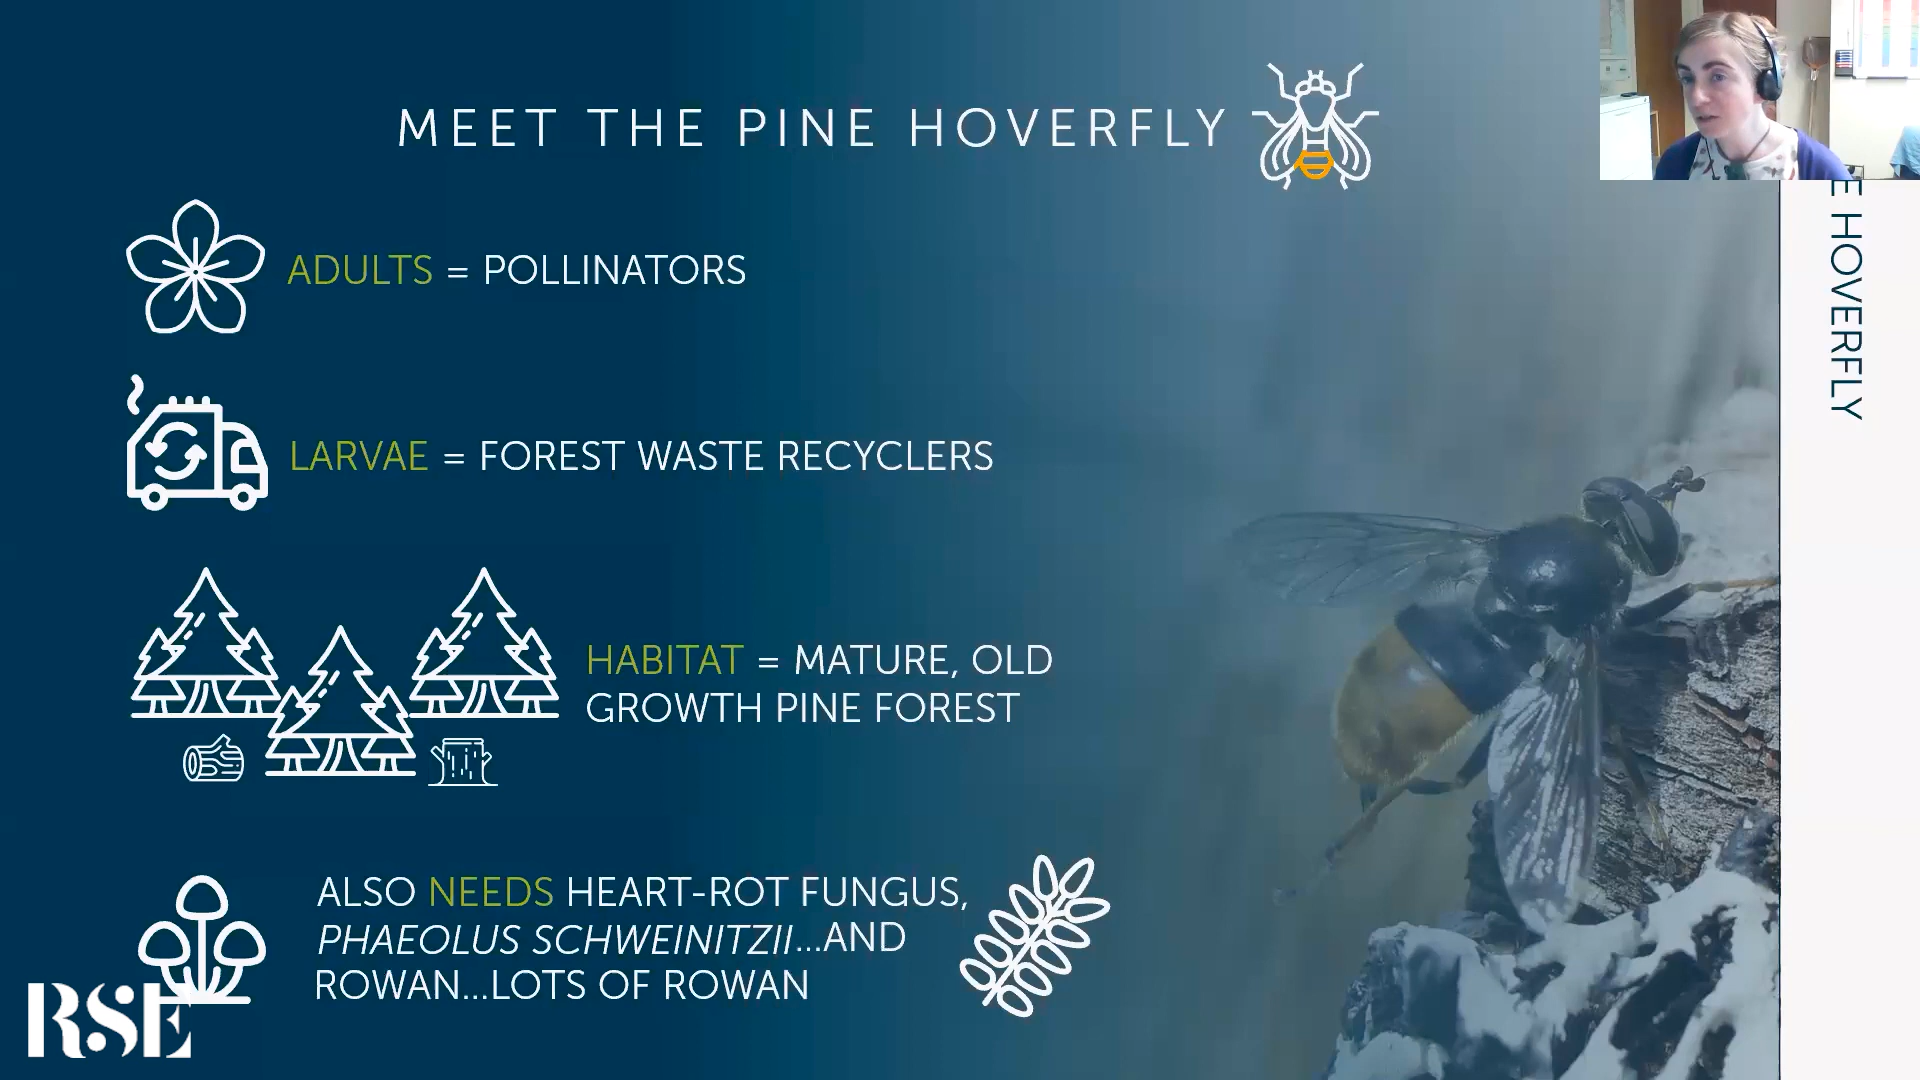 MEET THE PINE HOVERFLY
ADULTS = POLLINATORS
LARVAE = FOREST WASTE RECYCLERS
HABITAT = MATURE, OLD
GROWTH PINE FOREST
ALSO NEEDS HEART-ROT FUNGUS,
PHAEOLUS SCHWEINITZII...AND
ROWAN...LOTS OF ROWAN
RSE
E HOVERFLY